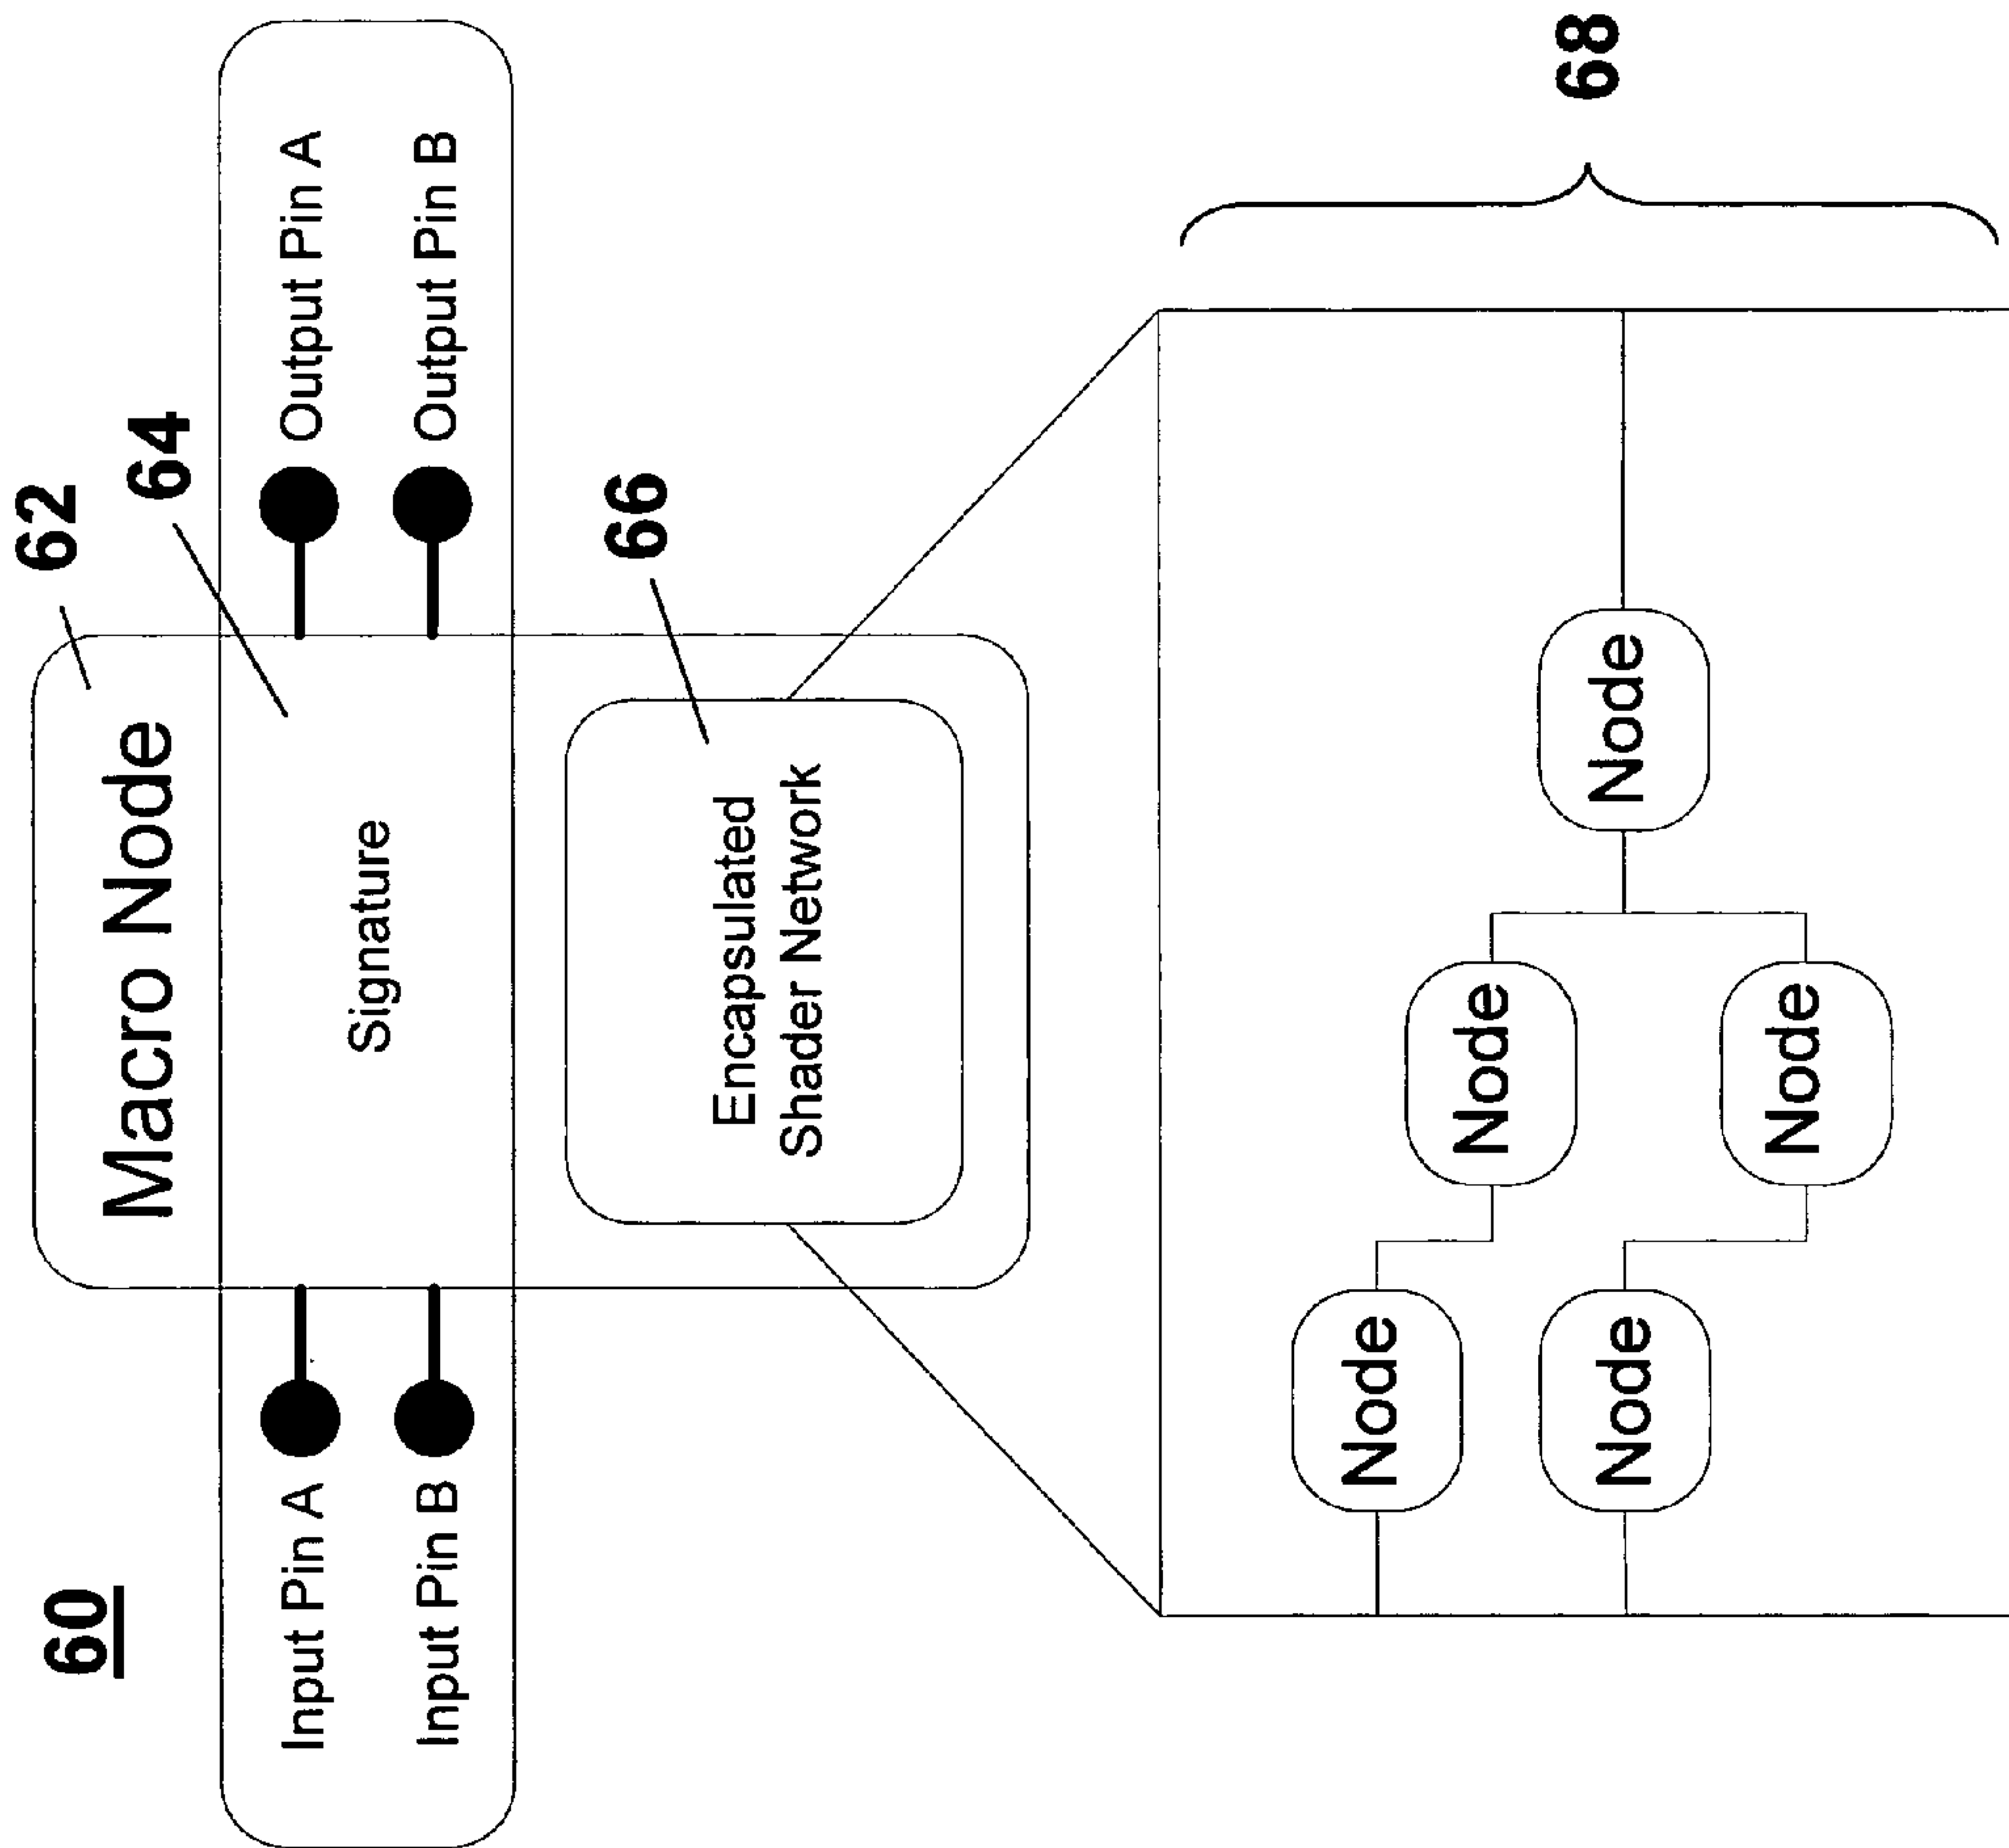 60
62
64
Macro Node
Input Pin A
Output Pin A
Signature
Input Pin B
Output Pin B
66
Encapsulated
Shader Network
Node
Node
Node
Node
Node
68